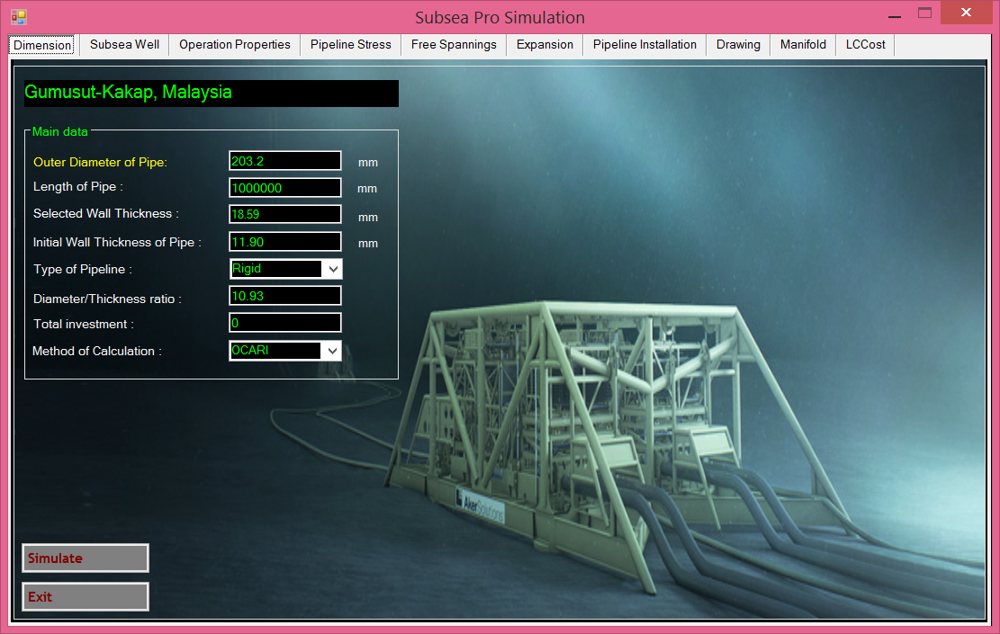 Subsea Pro Simulation
Dimension Subsea Well Operation Properties Pipeline Stress Free Spannings Expansion Pipeline Installation Drawing Manifold LCCost
Gumusut-Kakap, Malaysia
Main data
Outer Diameter of Pipe: 203.2 mm
Length of Pipe : 1000000 mm
Selected Wall Thickness : 18.59 mm
Initial Wall Thickness of Pipe : 11.90 mm
Type of Pipeline : Rigid
Diameter/Thickness ratio : 10.93
Total investment : 0
Method of Calculation : OCARI
AkerSolutions
Simulate
Exit